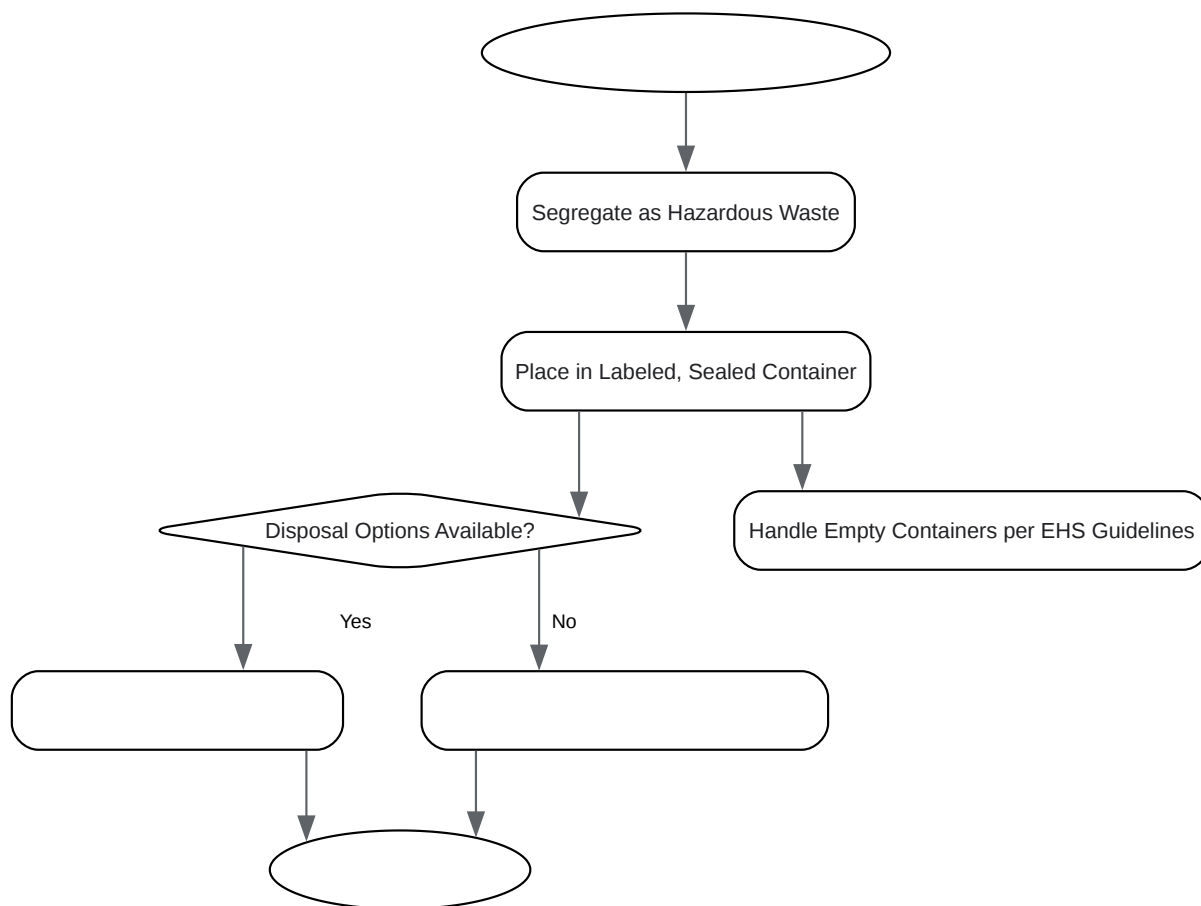 Segregate as Hazardous Waste
Place in Labeled, Sealed Container
Disposal Options Available?
Handle Empty Containers per EHS Guidelines
Yes
No